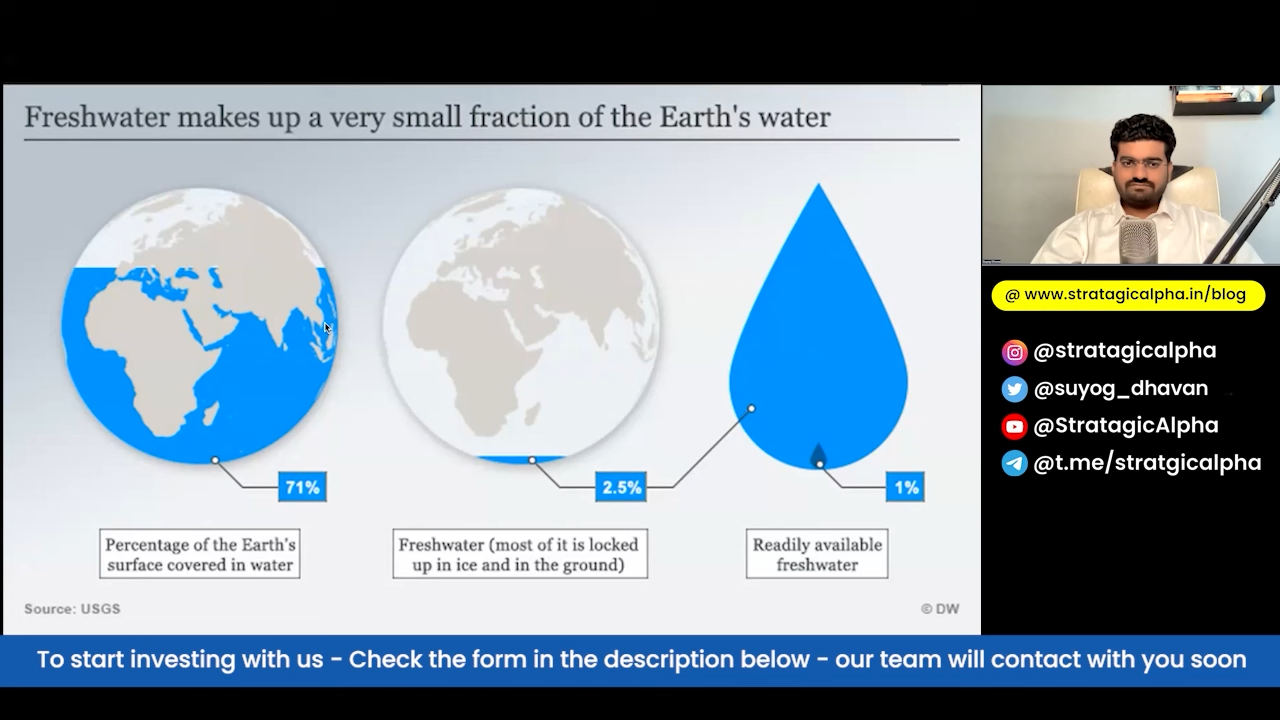 Freshwater makes up a very small fraction of the Earth's water
71%
2.5%
1%
Percentage of the Earth's
surface covered in water
Freshwater (most of it is locked
up in ice and in the ground)
Readily available
freshwater
Source: USGS
© DW
@ www.stratagicalpha.in/blog
@stratagicalpha
@suyog_dhavan
@StratagicAlpha
@t.me/stratgicalpha
To start investing with us - Check the form in the description below - our team will contact with you soon